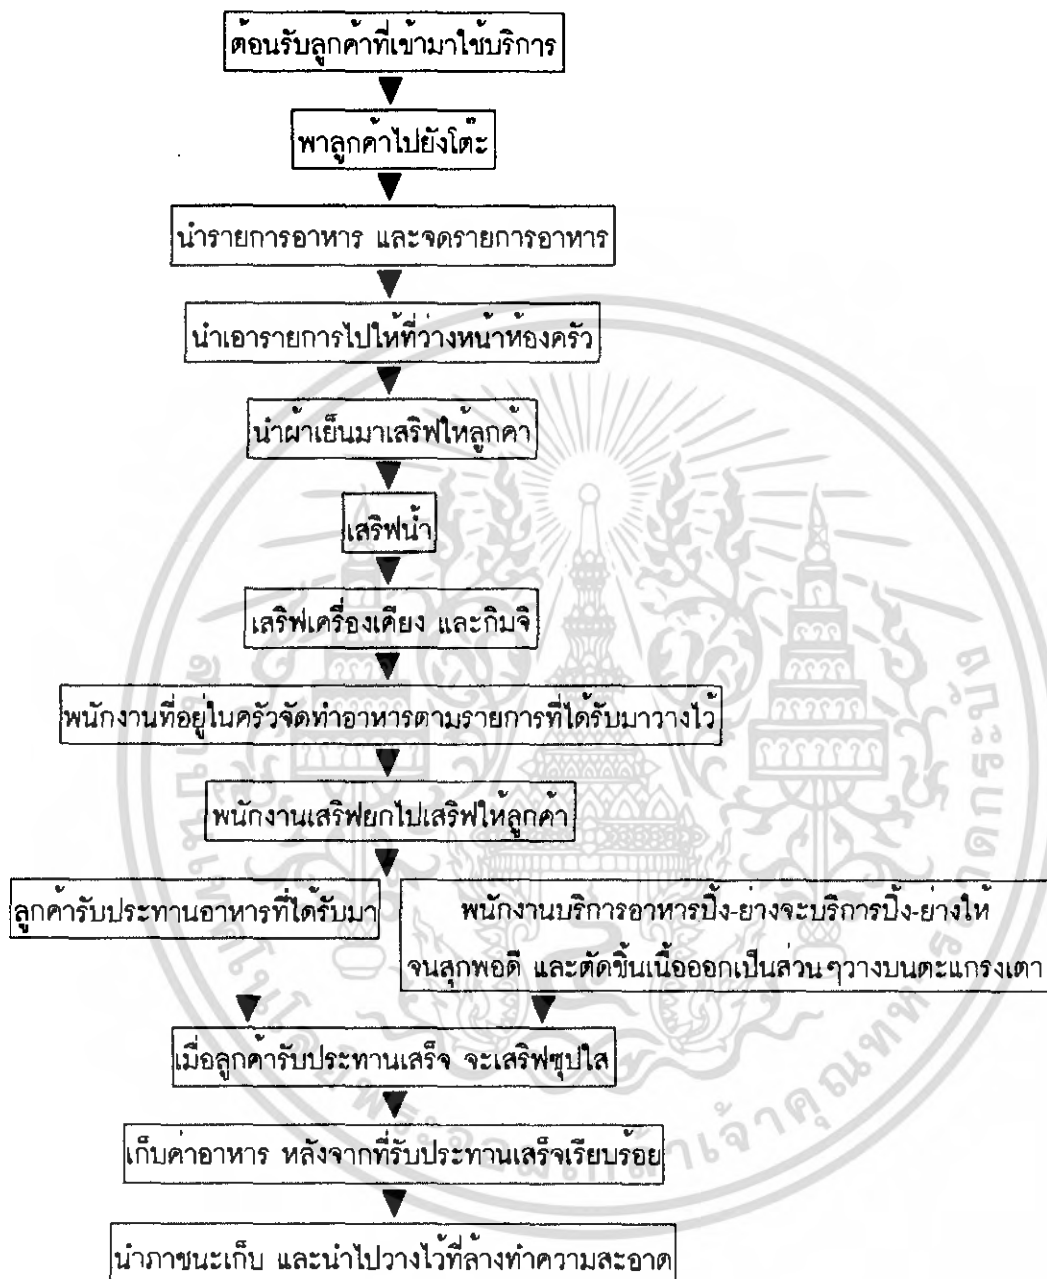 ต้อนรับลูกค้าที่เข้ามาใช้บริการ
พาลูกค้าไปยังโต๊ะ
นำรายการอาหาร และจดรายการอาหาร
นำเอารายการไปให้ที่ว่างหน้าห้องครัว
นำผ้าเย็นมาเสริฟให้ลูกค้า
เสริฟน้ำ
เสริฟเครื่องเคียง และกิมจิ
พนักงานที่อยู่ในครัวจัดทำอาหารตามรายการที่ได้รับมาวางไว้
พนักงานเสริฟยกไปเสริฟให้ลูกค้า
ลูกค้ารับประทานอาหารที่ได้รับมา
พนักงานบริการอาหารปิ้ง-ย่างจะบริการปิ้ง-ย่างให้
จนสุกพอดี และตัดชิ้นเนื้อออกเป็นส่วนๆวางบนตะแกรงเตา
เมื่อลูกค้ารับประทานเสร็จ จะเสริฟซุปใส
เก็บค่าอาหาร หลังจากที่รับประทานเสร็จเรียบร้อย
นำภาชนะเก็บ และนำไปวางไว้ที่ล้างทำความสะอาด